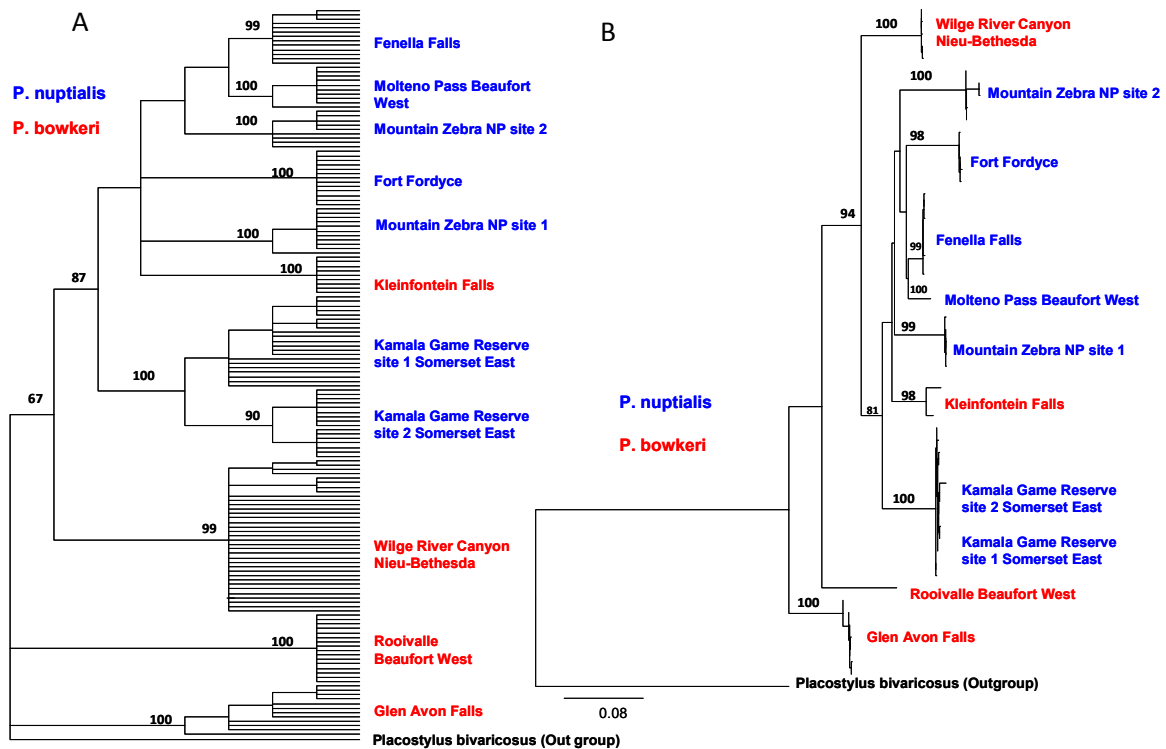 A
99
Fenella Falls
P. nuptialis
P. bowkeri
100
Molteno Pass Beaufort
West
100
Mountain Zebra NP site 2
100
Fort Fordyce
100
Mountain Zebra NP site 1
100
Kleinfontein Falls
87
100
Kamala Game Reserve
site 1 Somerset East
67
90
Kamala Game Reserve
site 2 Somerset East
99
Wilge River Canyon
Nieu-Bethesda
100
Rooivalle
Beaufort West
100
Glen Avon Falls
Placostylus bivaricosus (Out group)
B
100
Wilge River Canyon
Nieu-Bethesda
100
Mountain Zebra NP site 2
98
Fort Fordyce
94
99
Fenella Falls
100
Molteno Pass Beaufort West
99
Mountain Zebra NP site 1
P. nuptialis
P. bowkeri
98
Kleinfontein Falls
81
100
Kamala Game Reserve
site 2 Somerset East
Kamala Game Reserve
site 1 Somerset East
Rooivalle Beaufort West
100
Glen Avon Falls
Placostylus bivaricosus (Outgroup)
0.08